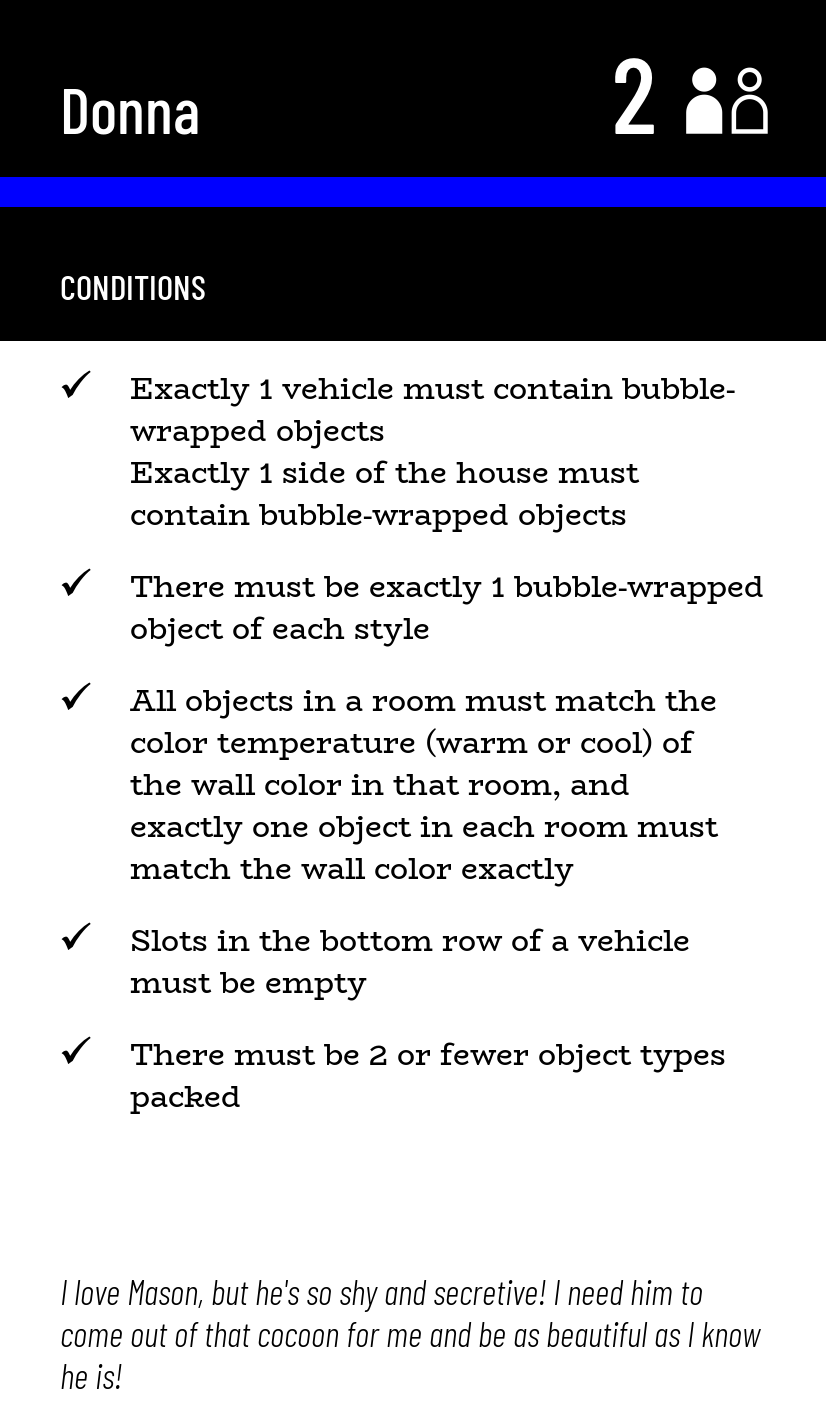 Donna
2
CONDITIONS
✓ Exactly 1 vehicle must contain bubble-
wrapped objects
Exactly 1 side of the house must
contain bubble-wrapped objects
✓ There must be exactly 1 bubble-wrapped
object of each style
✓ All objects in a room must match the
color temperature (warm or cool) of
the wall color in that room, and
exactly one object in each room must
match the wall color exactly
✓ Slots in the bottom row of a vehicle
must be empty
✓ There must be 2 or fewer object types
packed
I love Mason, but he's so shy and secretive! I need him to
come out of that cocoon for me and be as beautiful as I know
he is!